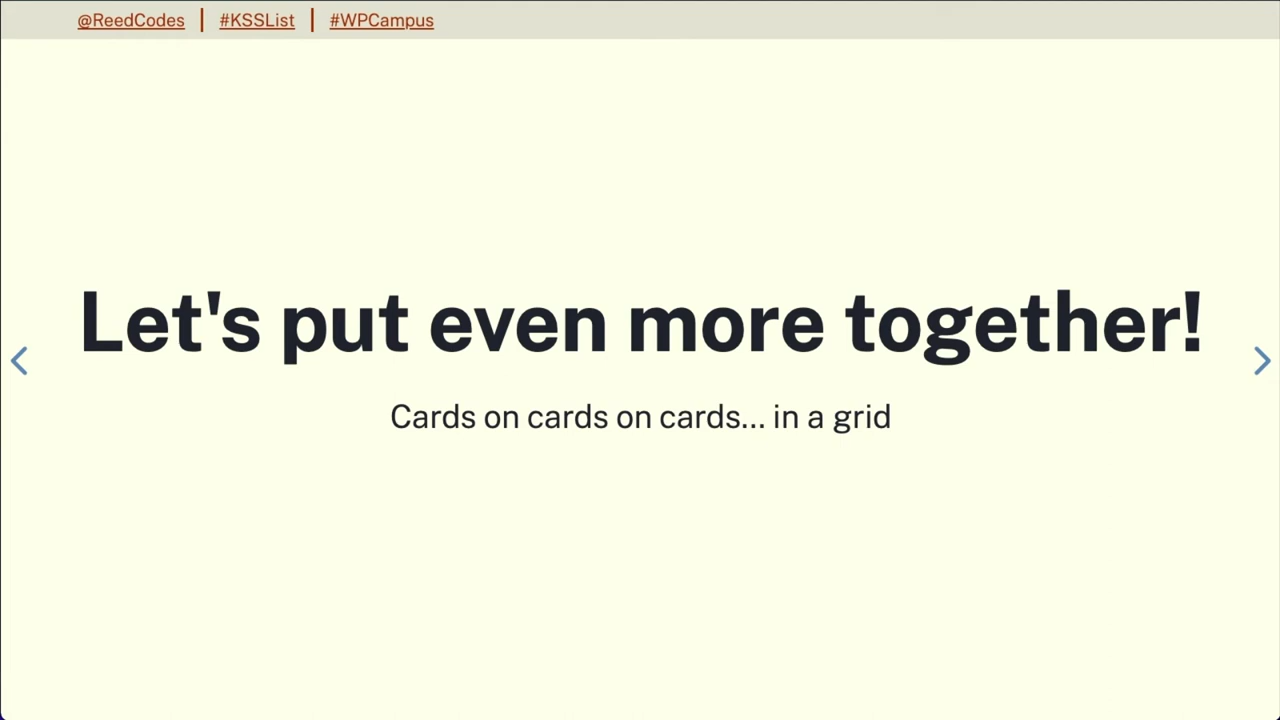 @ReedCodes | #KSSList | #WPCampus
Let's put even more together!
Cards on cards on cards... in a grid